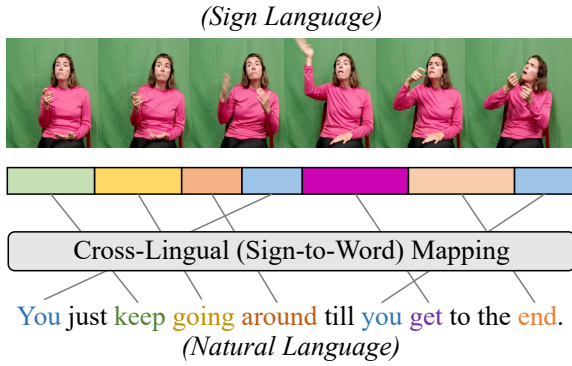 (Sign Language)
Cross-Lingual (Sign-to-Word) Mapping
You just keep going around till you get to the end.
(Natural Language)